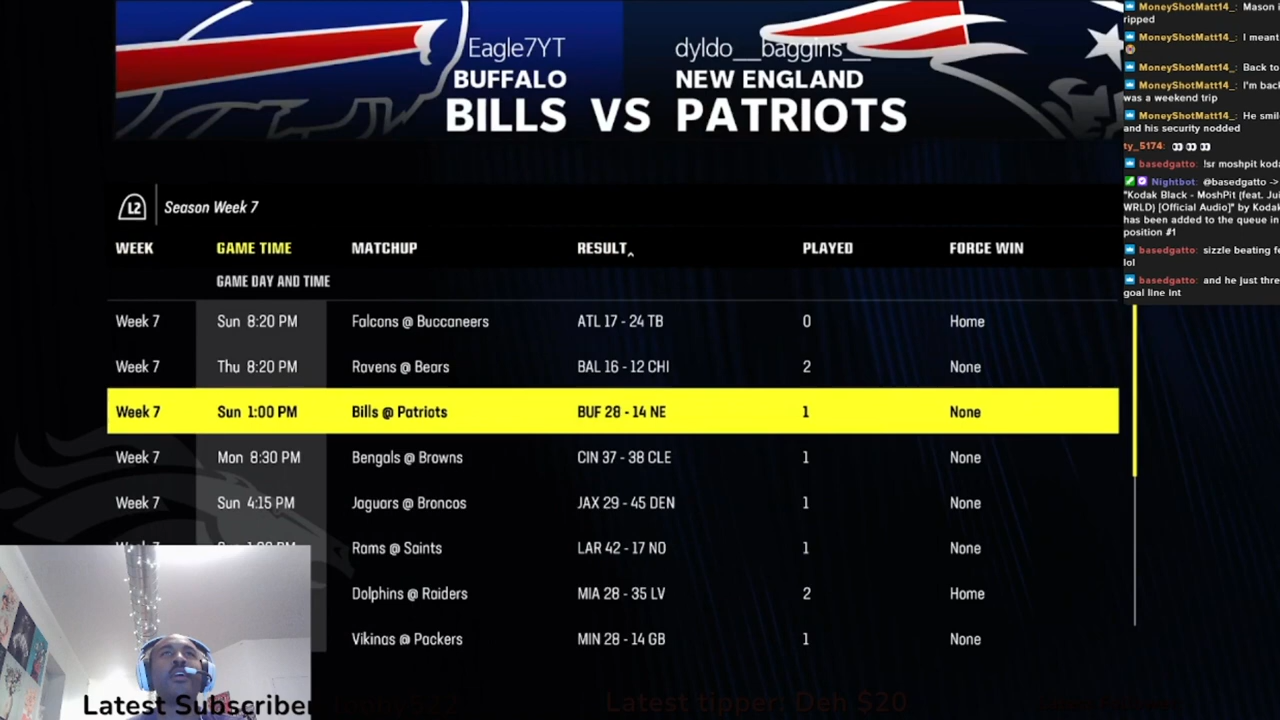 Eagle7YT
dyldo__baggins__
BUFFALO
NEW ENGLAND
BILLS VS PATRIOTS
L2 Season Week 7
WEEK GAME TIME MATCHUP RESULT PLAYED FORCE WIN
GAME DAY AND TIME
Week 7 Sun 8:20 PM Falcons @ Buccaneers ATL 17 - 24 TB 0 Home
Week 7 Thu 8:20 PM Ravens @ Bears BAL 16 - 12 CHI 2 None
Week 7 Sun 1:00 PM Bills @ Patriots BUF 28 - 14 NE 1 None
Week 7 Mon 8:30 PM Bengals @ Browns CIN 37 - 38 CLE 1 None
Week 7 Sun 4:15 PM Jaguars @ Broncos JAX 29 - 45 DEN 1 None
Rams @ Saints LAR 42 - 17 NO 1 None
Dolphins @ Raiders MIA 28 - 35 LV 2 Home
Vikings @ Packers MIN 28 - 14 GB 1 None
MoneyShotMatt14_: Mason i
ripped
MoneyShotMatt14_: I meant
MoneyShotMatt14_: Back to
MoneyShotMatt14_: I'm back
was a weekend trip
MoneyShotMatt14_: He smil
and his security nodded
ty_5174: 👀👀👀
basedgatto: !sr moshpit koda
Nightbot: @basedgatto ->
"Kodak Black - MoshPit (feat. Jui
WRLD) [Official Audio]" by Kodak
has been added to the queue in
position #1
basedgatto: sizzle beating fe
lol
basedgatto: and he just thre
goal line int
Latest Subscriber
Latest tipper: Deh $20